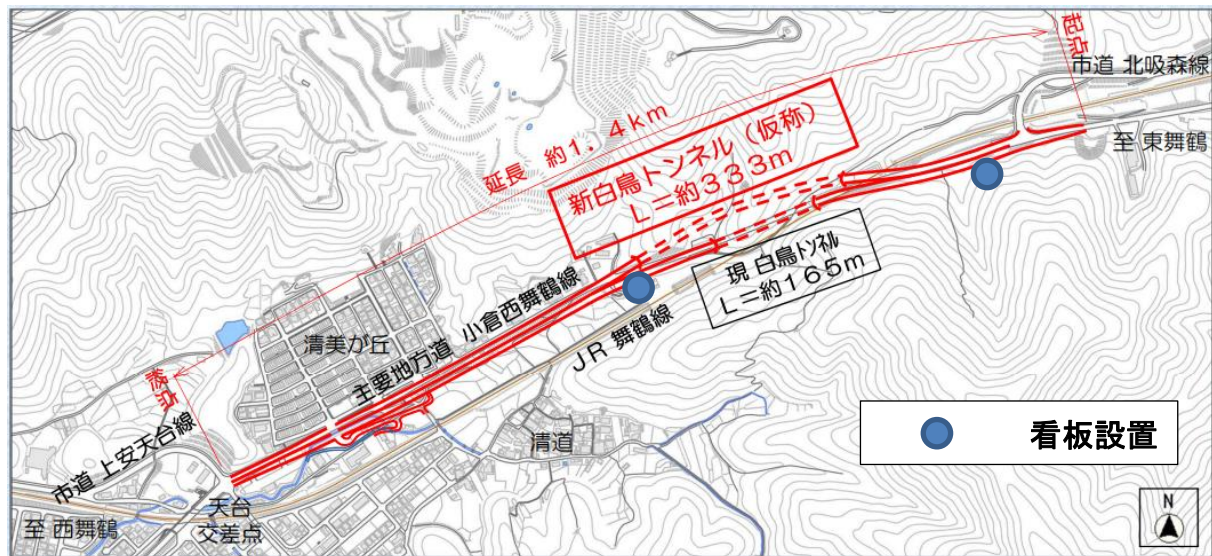 起点
市道 北吸森線
至 東舞鶴
延長 約1.4km
新白鳥トンネル(仮称)
L=約333m
現 白鳥トンネル
L=約165m
主要地方道 小倉西舞鶴線
JR 舞鶴線
清美が丘
終点
市道 上安天台線
清道
看板設置
天台
交差点
至 西舞鶴
N